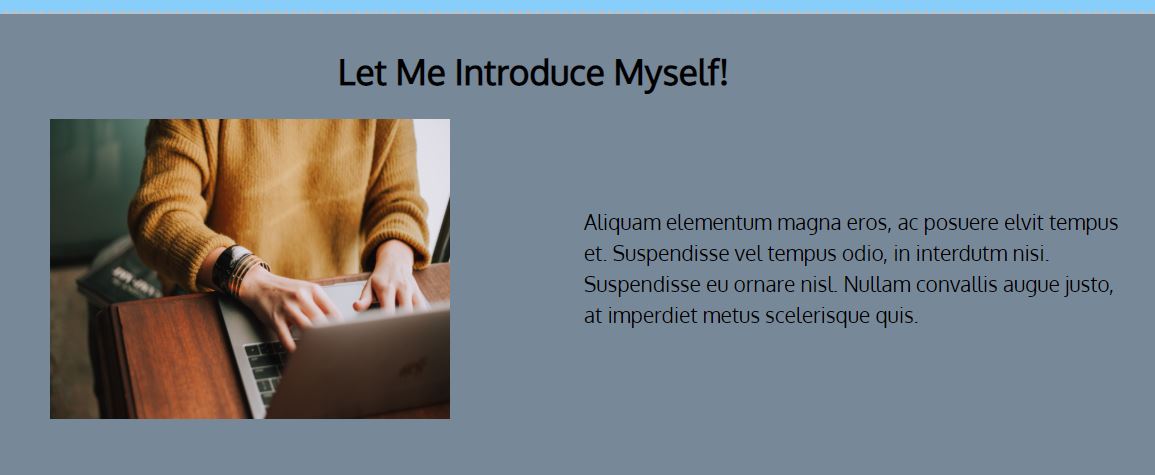 Let Me Introduce Myself!
Aliquam elementum magna eros, ac posuere elvit tempus
et. Suspendisse vel tempus odio, in interdutm nisi.
Suspendisse eu ornare nisl. Nullam convallis augue justo,
at imperdiet metus scelerisque quis.